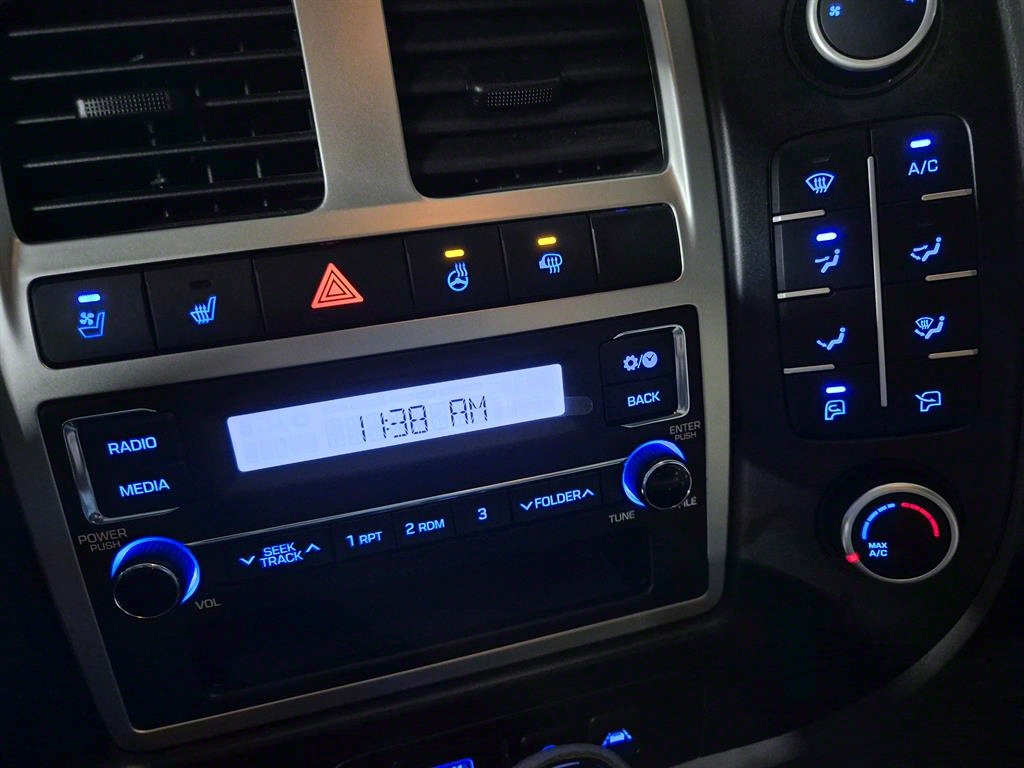 A/C
11:38 AM
BACK
RADIO
MEDIA
ENTER
PUSH
POWER
PUSH
SEEK
TRACK
1 RPT
2 RDM
3
FOLDER
TUNE
VOL
MAX
A/C